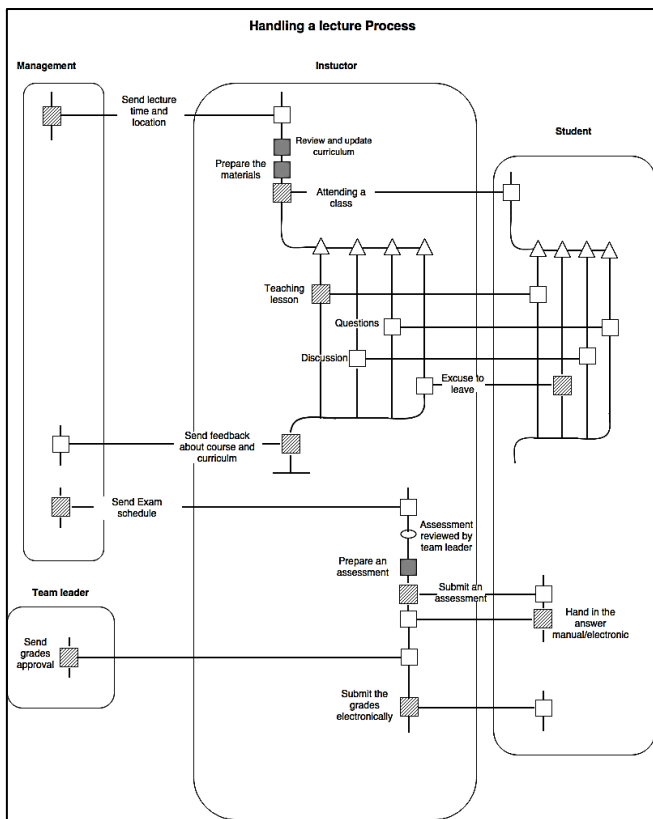 Handling a lecture Process
Management
Instuctor
Send lecture
time and
location
Student
Review and update
curriculum
Prepare the
materials
Attending a
class
Teaching
lesson
Questions
Discussion
Excuse to
leave
Send feedback
about course and
curriculm
Send Exam
schedule
Assessment
reviewed by
team leader
Prepare an
assessment
Team leader
Submit an
assessment
Hand in the
answer
manual/electronic
Send
grades
approval
Submit the
grades
electronically